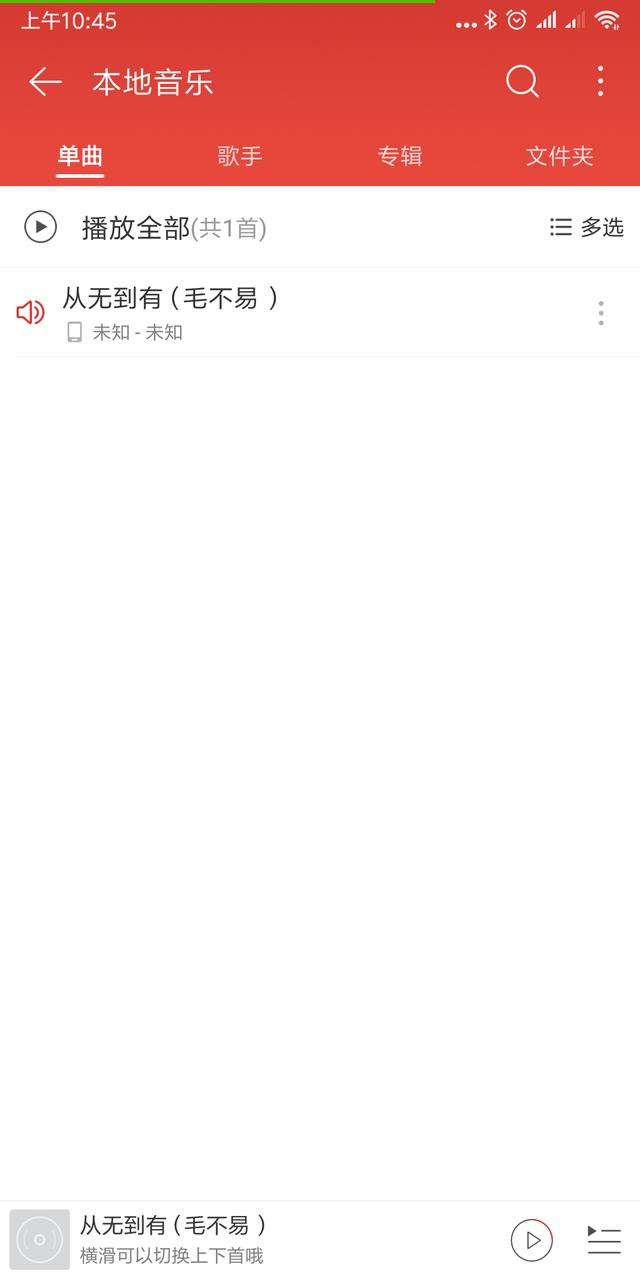 上午10:45
本地音乐
单曲 歌手 专辑 文件夹
播放全部(共1首) 多选
从无到有（毛不易 ）
未知 - 未知
从无到有（毛不易 ）
横滑可以切换上下首哦